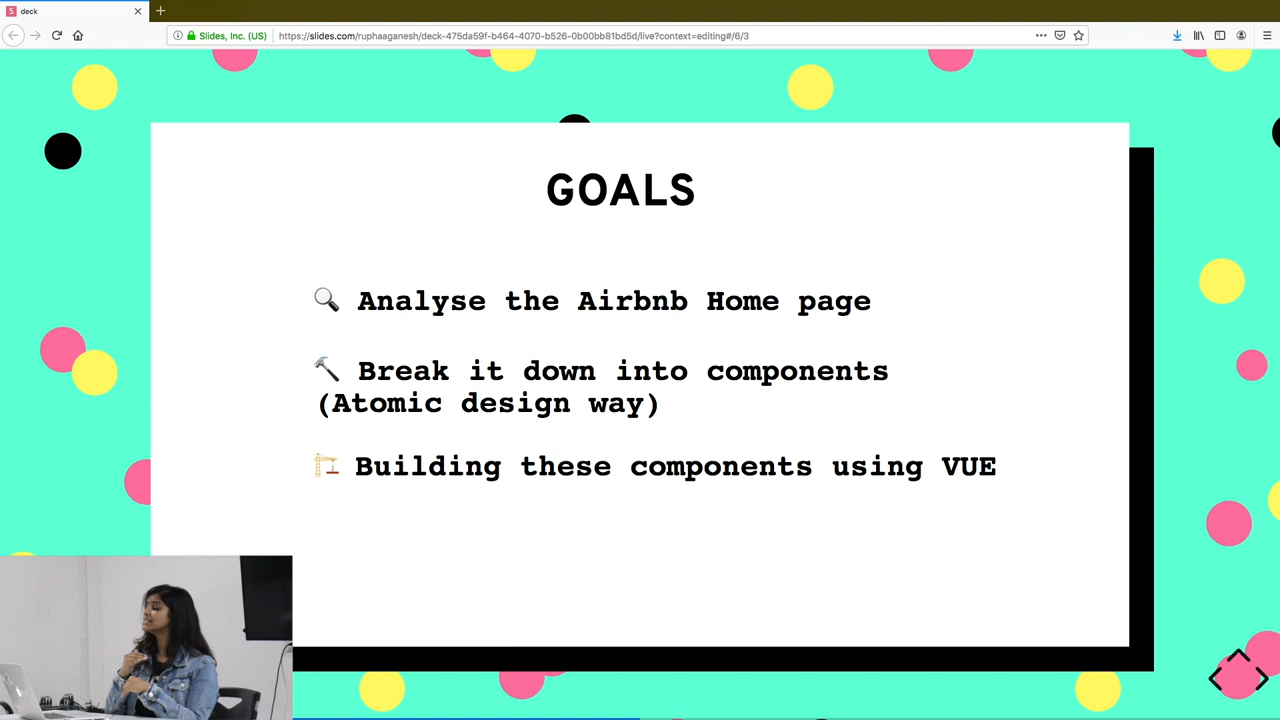 deck
Slides, Inc. (US)
https://slides.com/ruphaaganesh/deck-475da59f-b464-4070-b526-0b00bb81bd5d/live?context=editing#/6/3
GOALS
Analyse the Airbnb Home page
Break it down into components
(Atomic design way)
Building these components using VUE